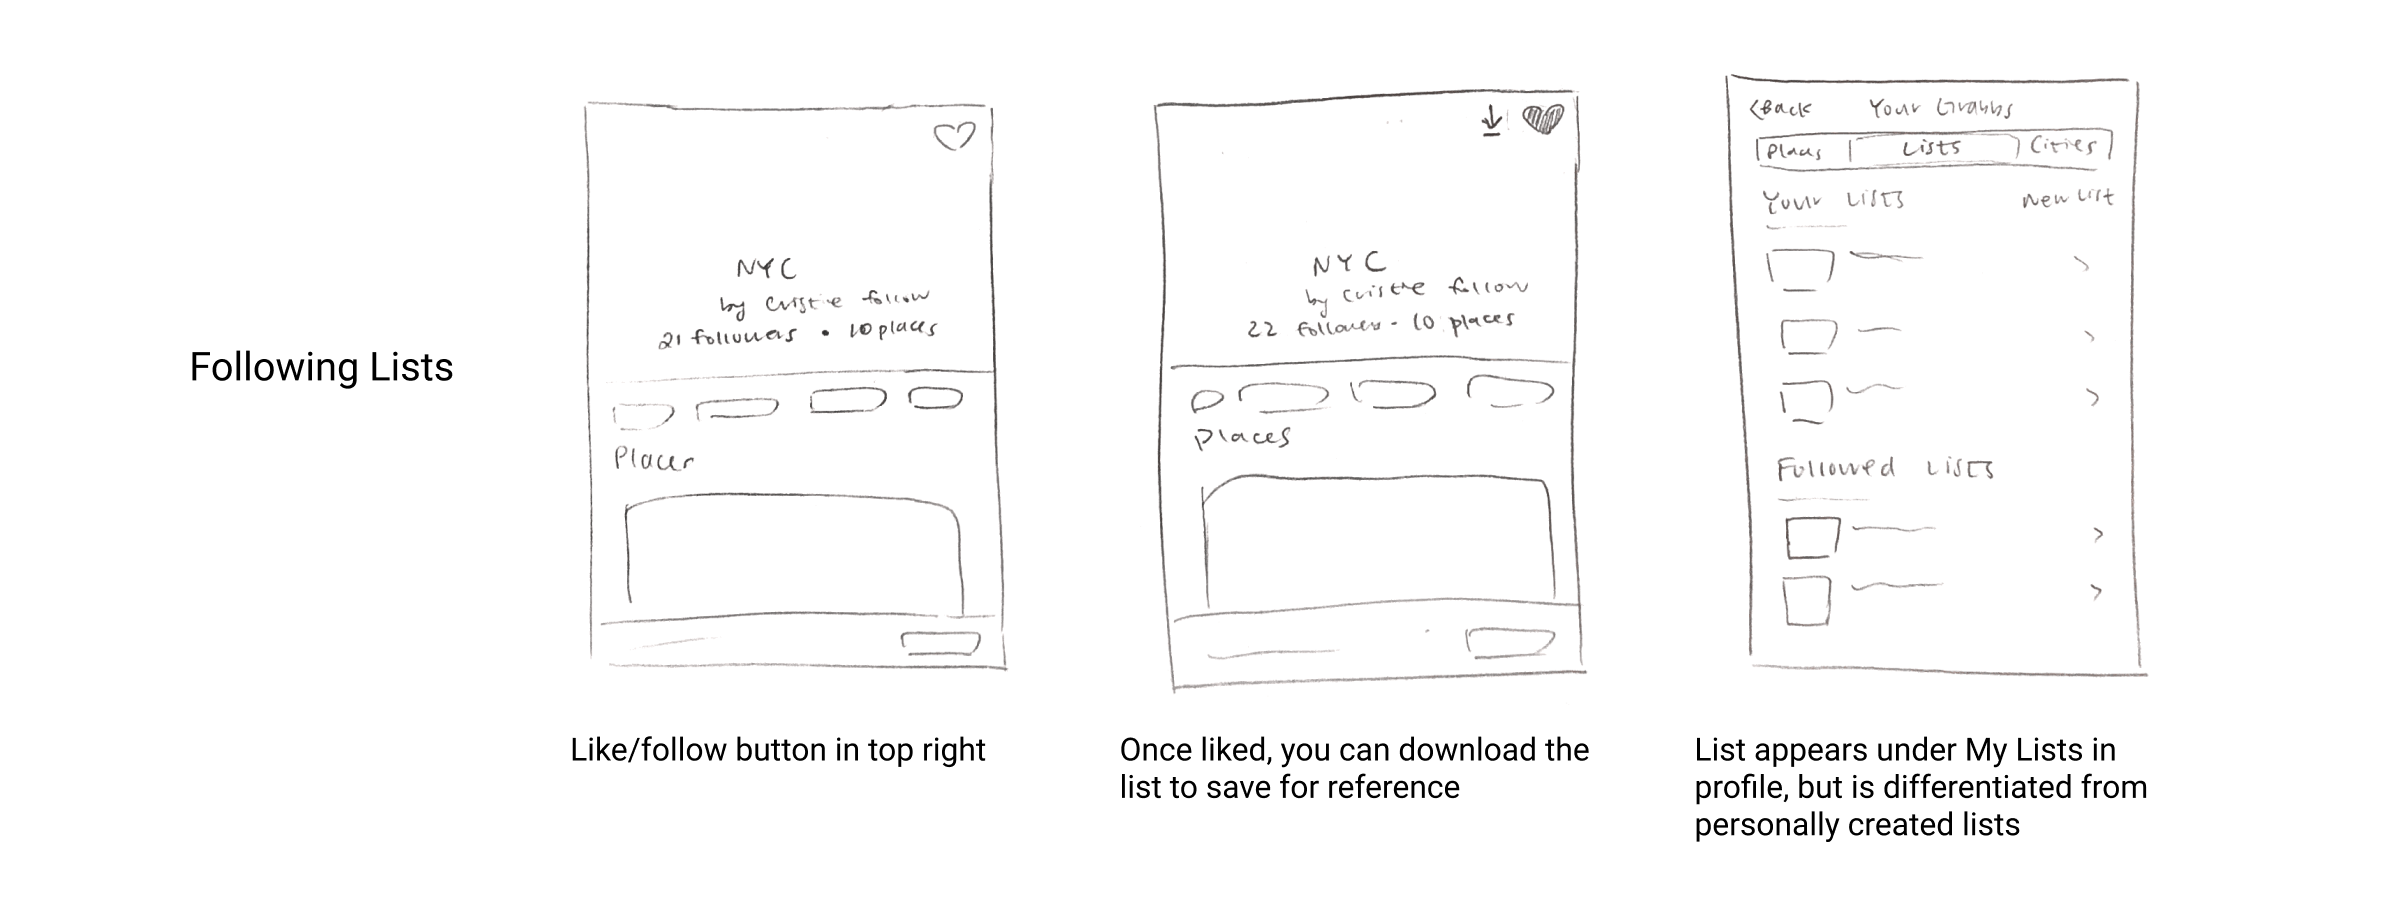 Following Lists
NYC
by Cristie follow
21 followers • 10 places
Places
Like/follow button in top right
NYC
by Cristie follow
22 followers - 10 places
Places
Once liked, you can download the
list to save for reference
<Back Your Grabbs
Places Lists Cities
Your Lists New List
Followed Lists
List appears under My Lists in
profile, but is differentiated from
personally created lists